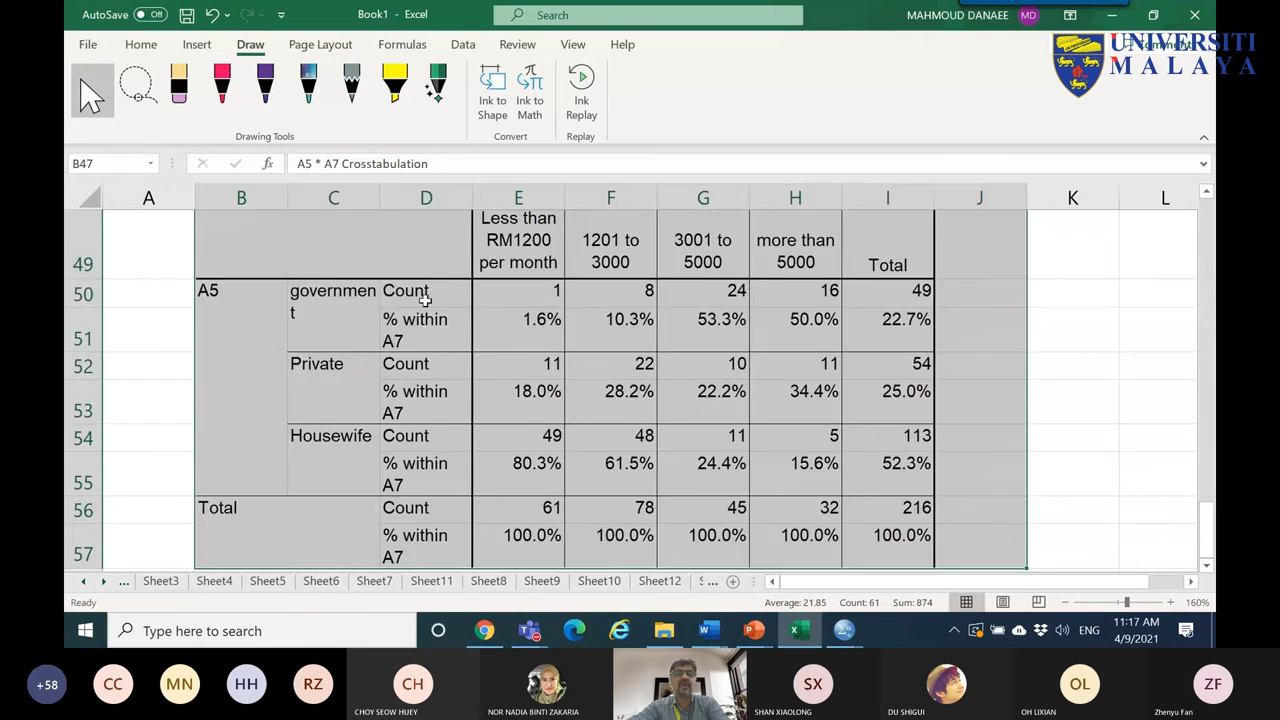 AutoSave Off Book1 - Excel Search MAHMOUD DANAEE MD
File Home Insert Draw Page Layout Formulas Data Review View Help
UNIVERSITI
MALAYA
Ink to Shape Ink to Math Ink Replay
Drawing Tools Convert Replay
B47 fx A5 * A7 Crosstabulation
A B C D E F G H I J K L
49 Less than RM1200 per month 1201 to 3000 3001 to 5000 more than 5000 Total
50 A5 government Count 1 8 24 16 49
51 % within A7 1.6% 10.3% 53.3% 50.0% 22.7%
52 Private Count 11 22 10 11 54
53 % within A7 18.0% 28.2% 22.2% 34.4% 25.0%
54 Housewife Count 49 48 11 5 113
55 % within A7 80.3% 61.5% 24.4% 15.6% 52.3%
56 Total Count 61 78 45 32 216
57 % within A7 100.0% 100.0% 100.0% 100.0% 100.0%
... Sheet3 Sheet4 Sheet5 Sheet6 Sheet7 Sheet11 Sheet8 Sheet9 Sheet10 Sheet12 ...
Ready Average: 21.85 Count: 61 Sum: 874 160%
Type here to search ENG 11:17 AM
4/9/2021
+58 CC MN HH RZ CH SX OL ZF
CHOY SEOW HUEY NOR NADIA BINTI ZAKARIA SHAN XIAOLONG DU SHIGUI OH LIXIAN Zhenyu Fan